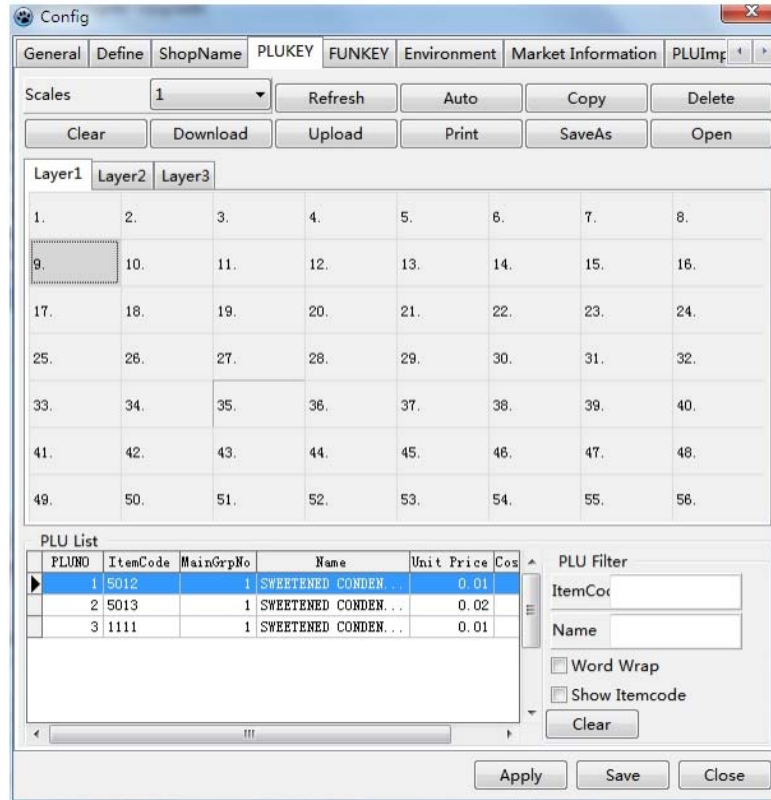 Config
General Define ShopName PLUKEY FUNKEY Environment Market Information PLUImp
Scales 1 Refresh Auto Copy Delete
Clear Download Upload Print SaveAs Open
Layer1 Layer2 Layer3
1. 2. 3. 4. 5. 6. 7. 8.
9. 10. 11. 12. 13. 14. 15. 16.
17. 18. 19. 20. 21. 22. 23. 24.
25. 26. 27. 28. 29. 30. 31. 32.
33. 34. 35. 36. 37. 38. 39. 40.
41. 42. 43. 44. 45. 46. 47. 48.
49. 50. 51. 52. 53. 54. 55. 56.
PLU List
PLUNO ItemCode MainGrpNo Name Unit Price Cos
1 5012 1 SWEETENED CONDEN... 0.01
2 5013 1 SWEETENED CONDEN... 0.02
3 1111 1 SWEETENED CONDEN... 0.01
PLU Filter
ItemCo
Name
Word Wrap
Show Itemcode
Clear
Apply Save Close